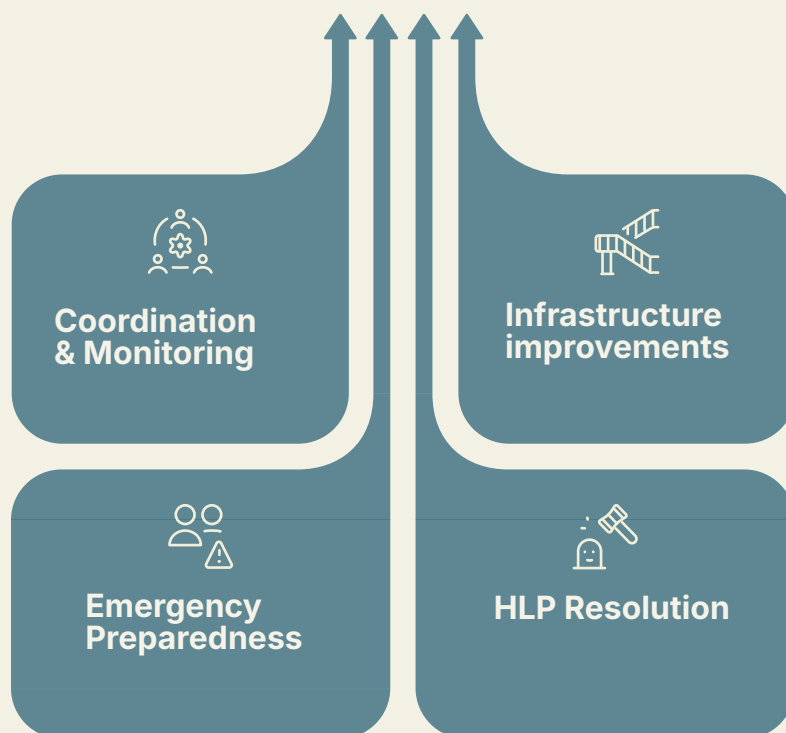 Coordination
& Monitoring
Infrastructure
improvements
Emergency
Preparedness
HLP Resolution